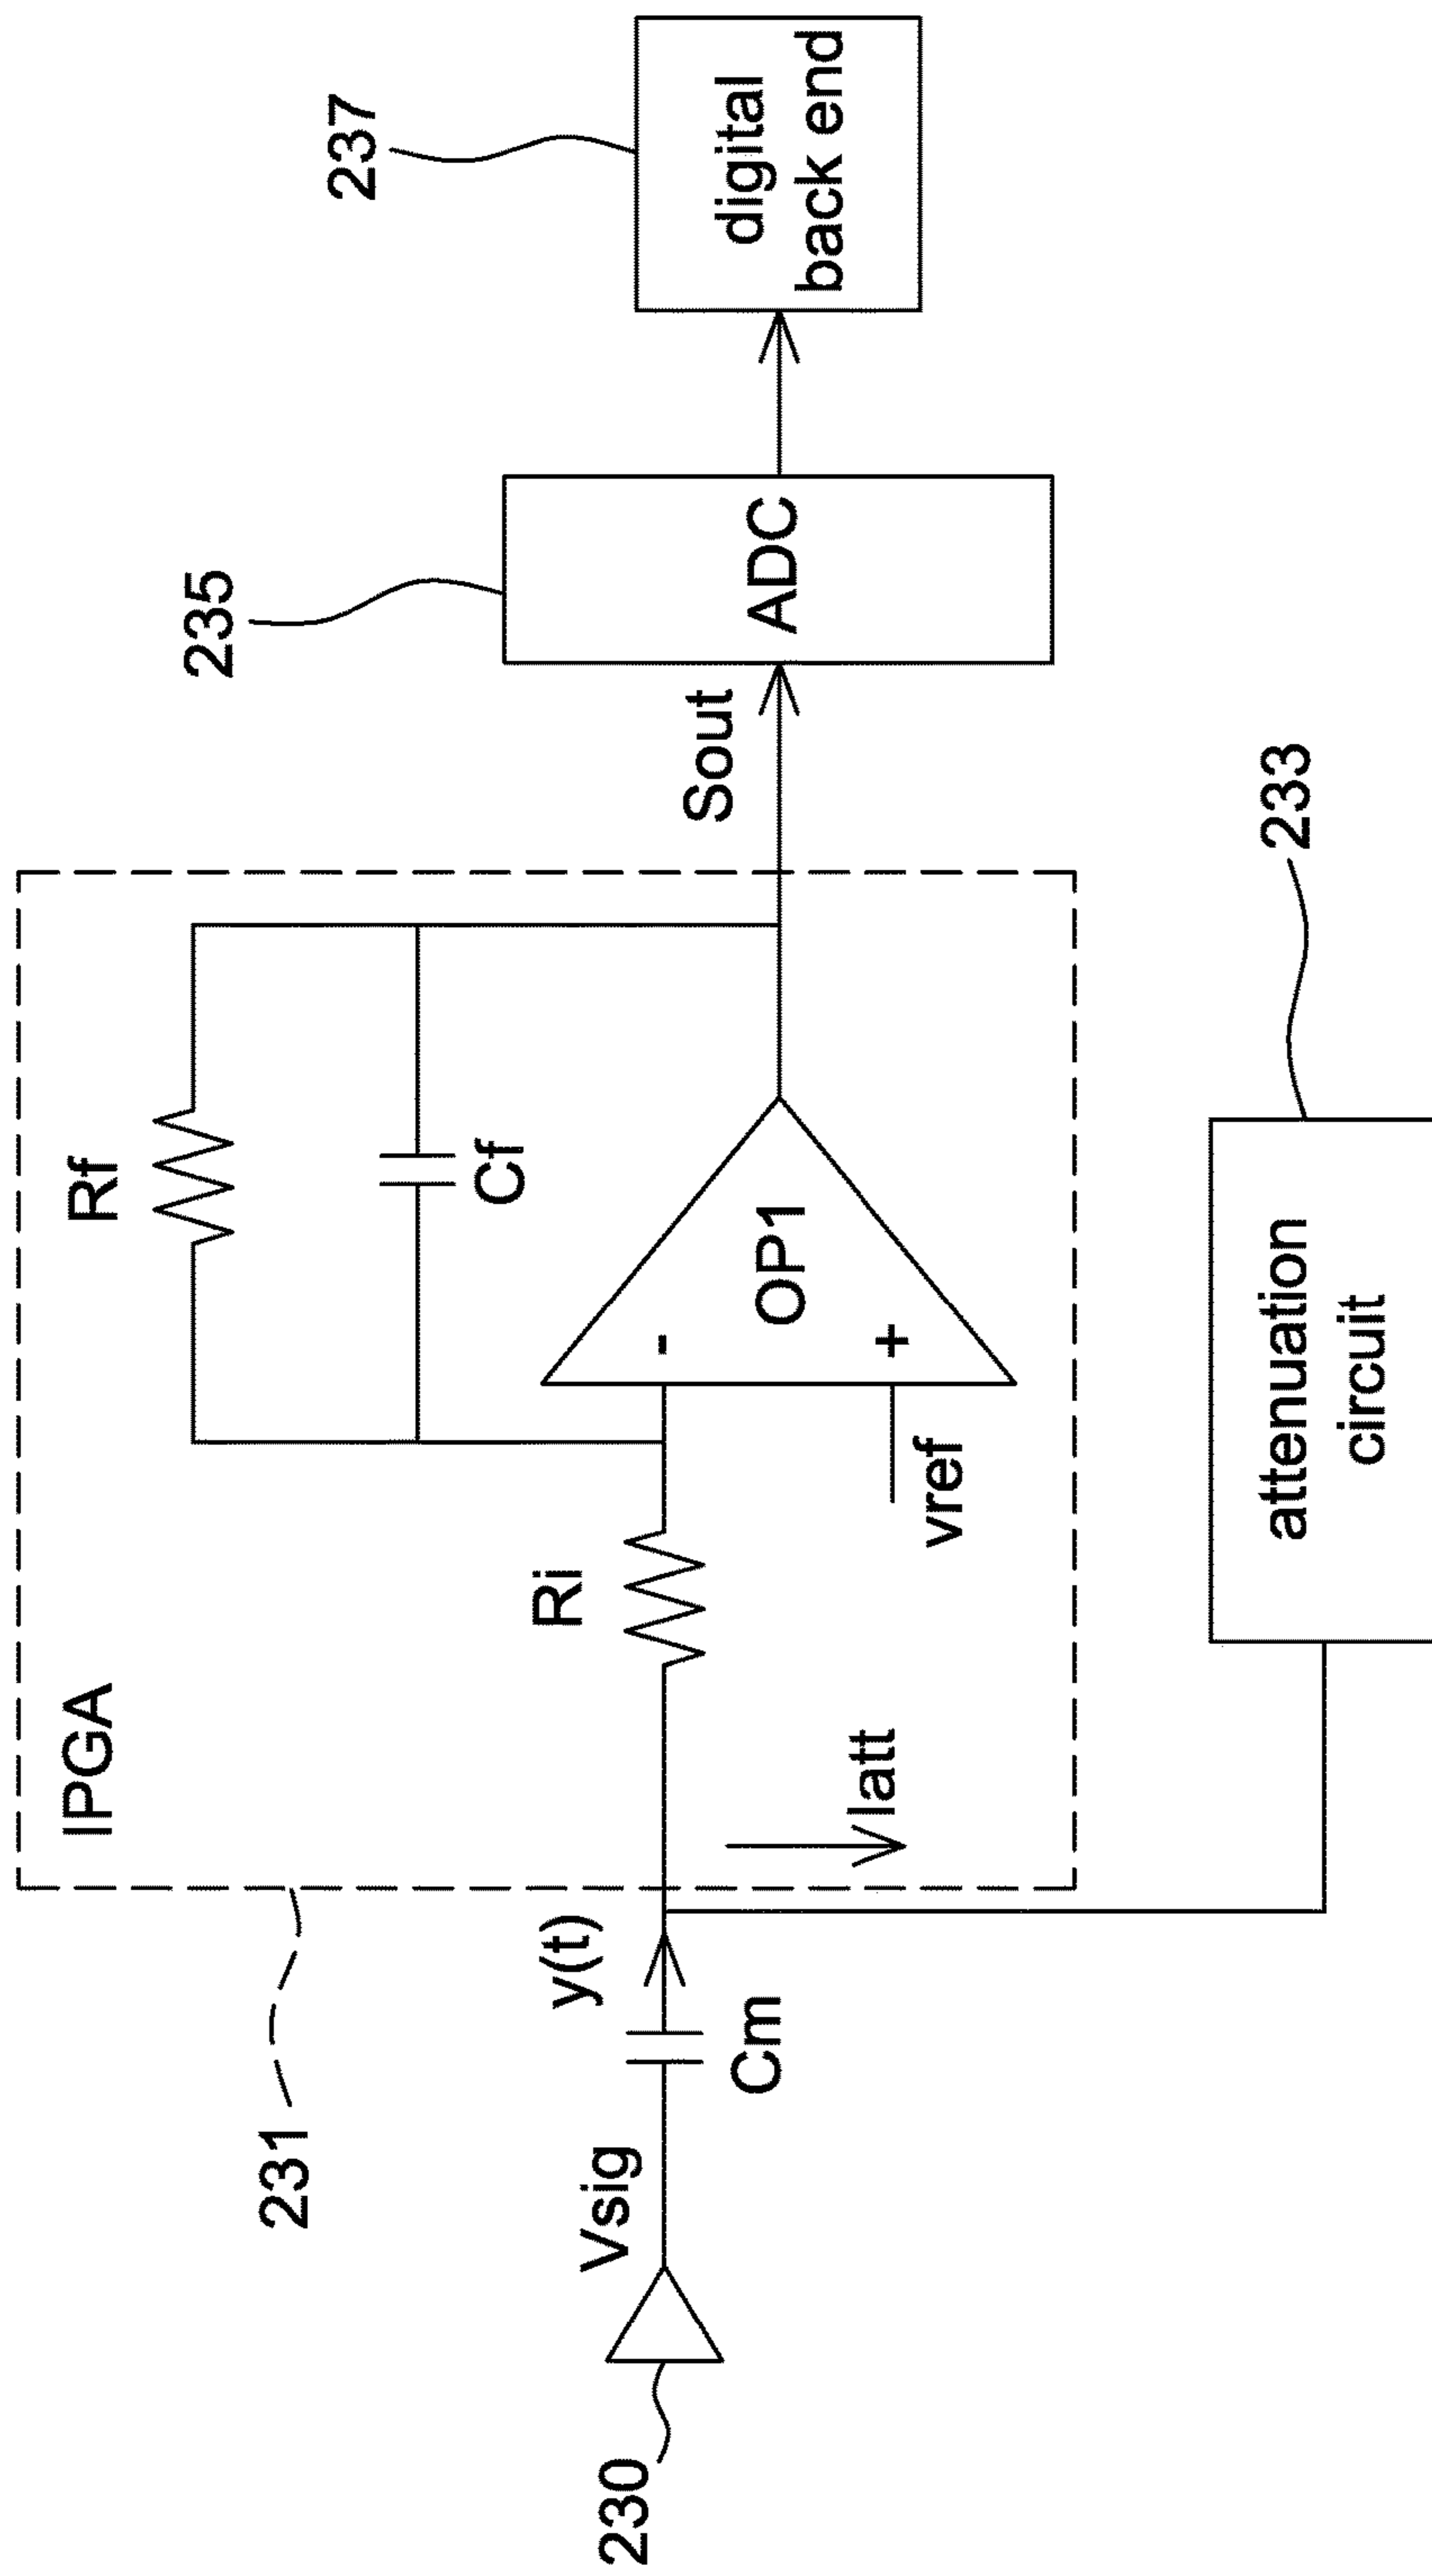 IPGA
231
Rf
Cf
Ri
-
OP1
+
vref
Iatt
230
Vsig
Cm
y(t)
Sout
235
ADC
237
digital
back end
233
attenuation
circuit